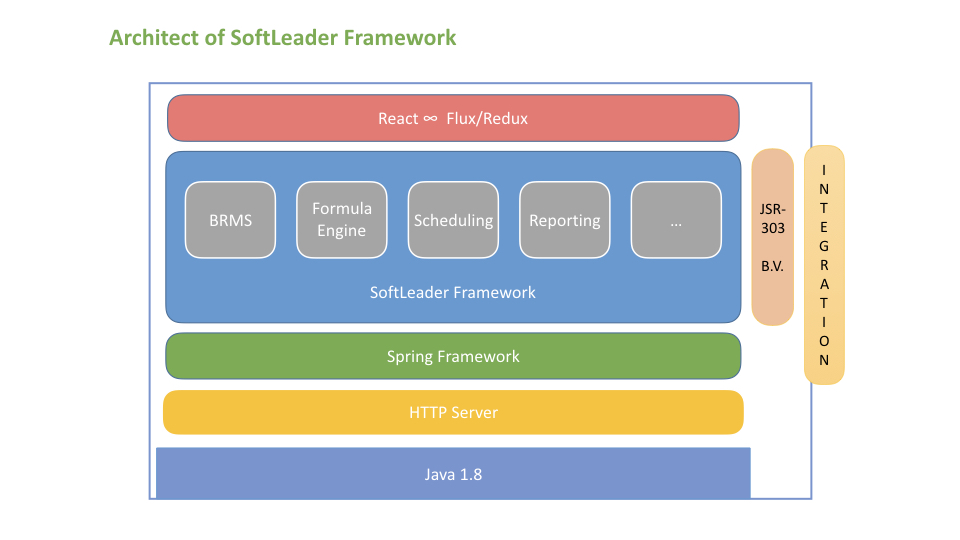 Architect of SoftLeader Framework
React ∞ Flux/Redux
BRMS
Formula
Engine
Scheduling
Reporting
...
SoftLeader Framework
JSR-
303
B.V.
I
N
T
E
G
R
A
T
I
O
N
Spring Framework
HTTP Server
Java 1.8